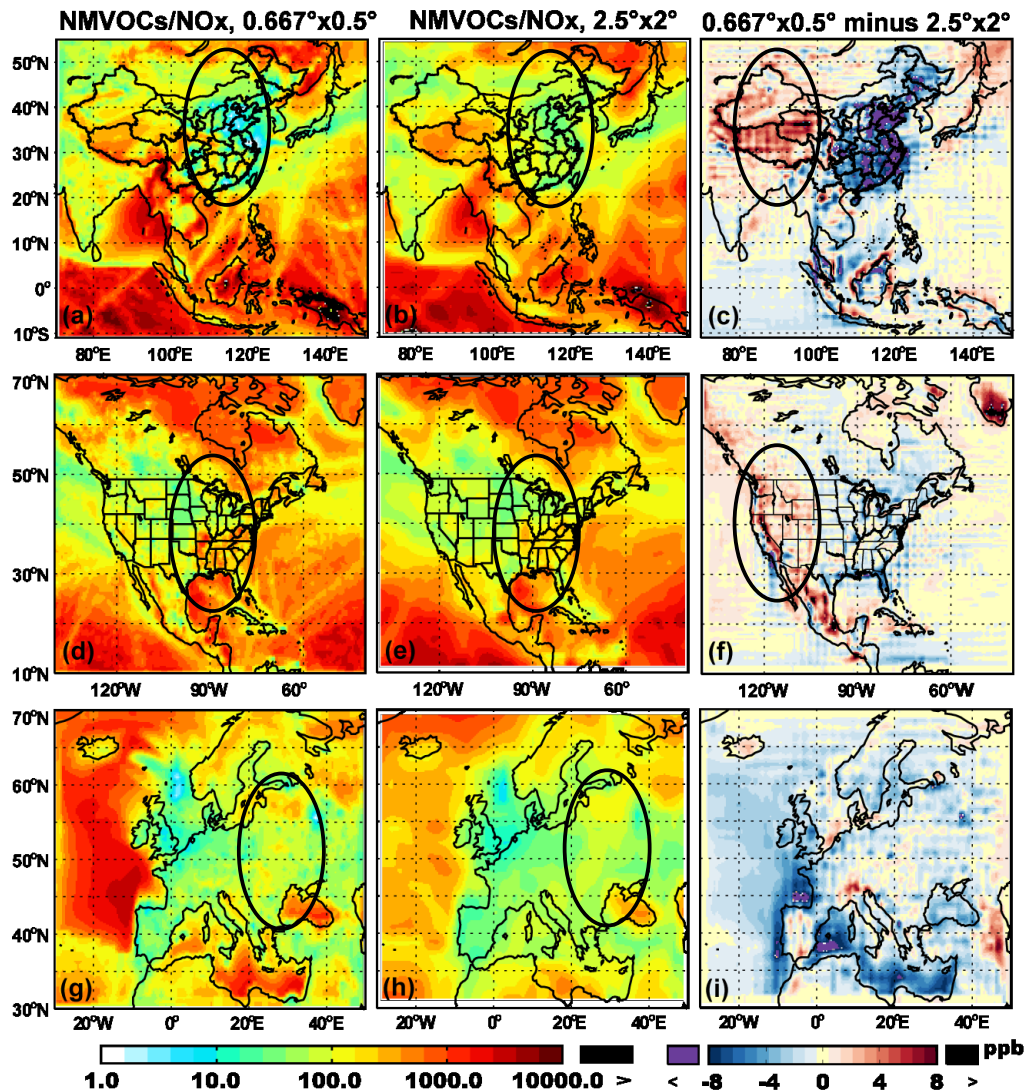 NMVOCs/NOx, 0.667°x0.5° NMVOCs/NOx, 2.5°x2° 0.667°x0.5° minus 2.5°x2°
50°N
40°N
30°N
20°N
10°N
0°
10°S
(a) (b) (c)
80°E 100°E 120°E 140°E 80°E 100°E 120°E 140°E 80°E 100°E 120°E 140°E
70°N
50°N
30°N
10°N
(d) (e) (f)
120°W 90°W 60° 120°W 90°W 60° 120°W 90°W 60°W
70°N
60°N
50°N
40°N
30°N
(g) (h) (i)
20°W 0° 20°E 40°E 20°W 0° 20°E 40°E 20°W 0° 20°E 40°E
ppb
1.0 10.0 100.0 1000.0 10000.0 > < -8 -4 0 4 8 >